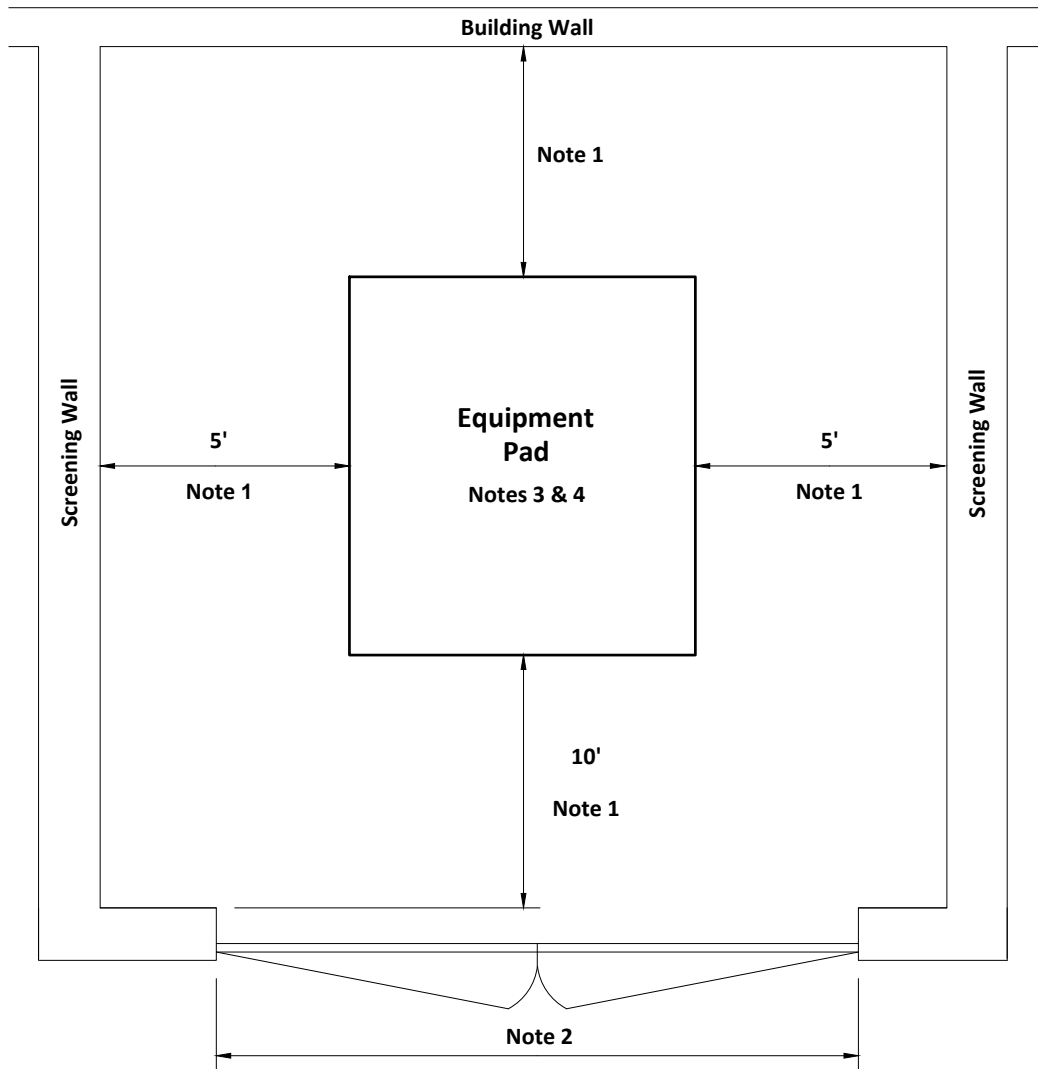 Building Wall
Note 1
Screening Wall
5'
Note 1
Equipment
Pad
Notes 3 & 4
5'
Note 1
Screening Wall
10'
Note 1
Note 2